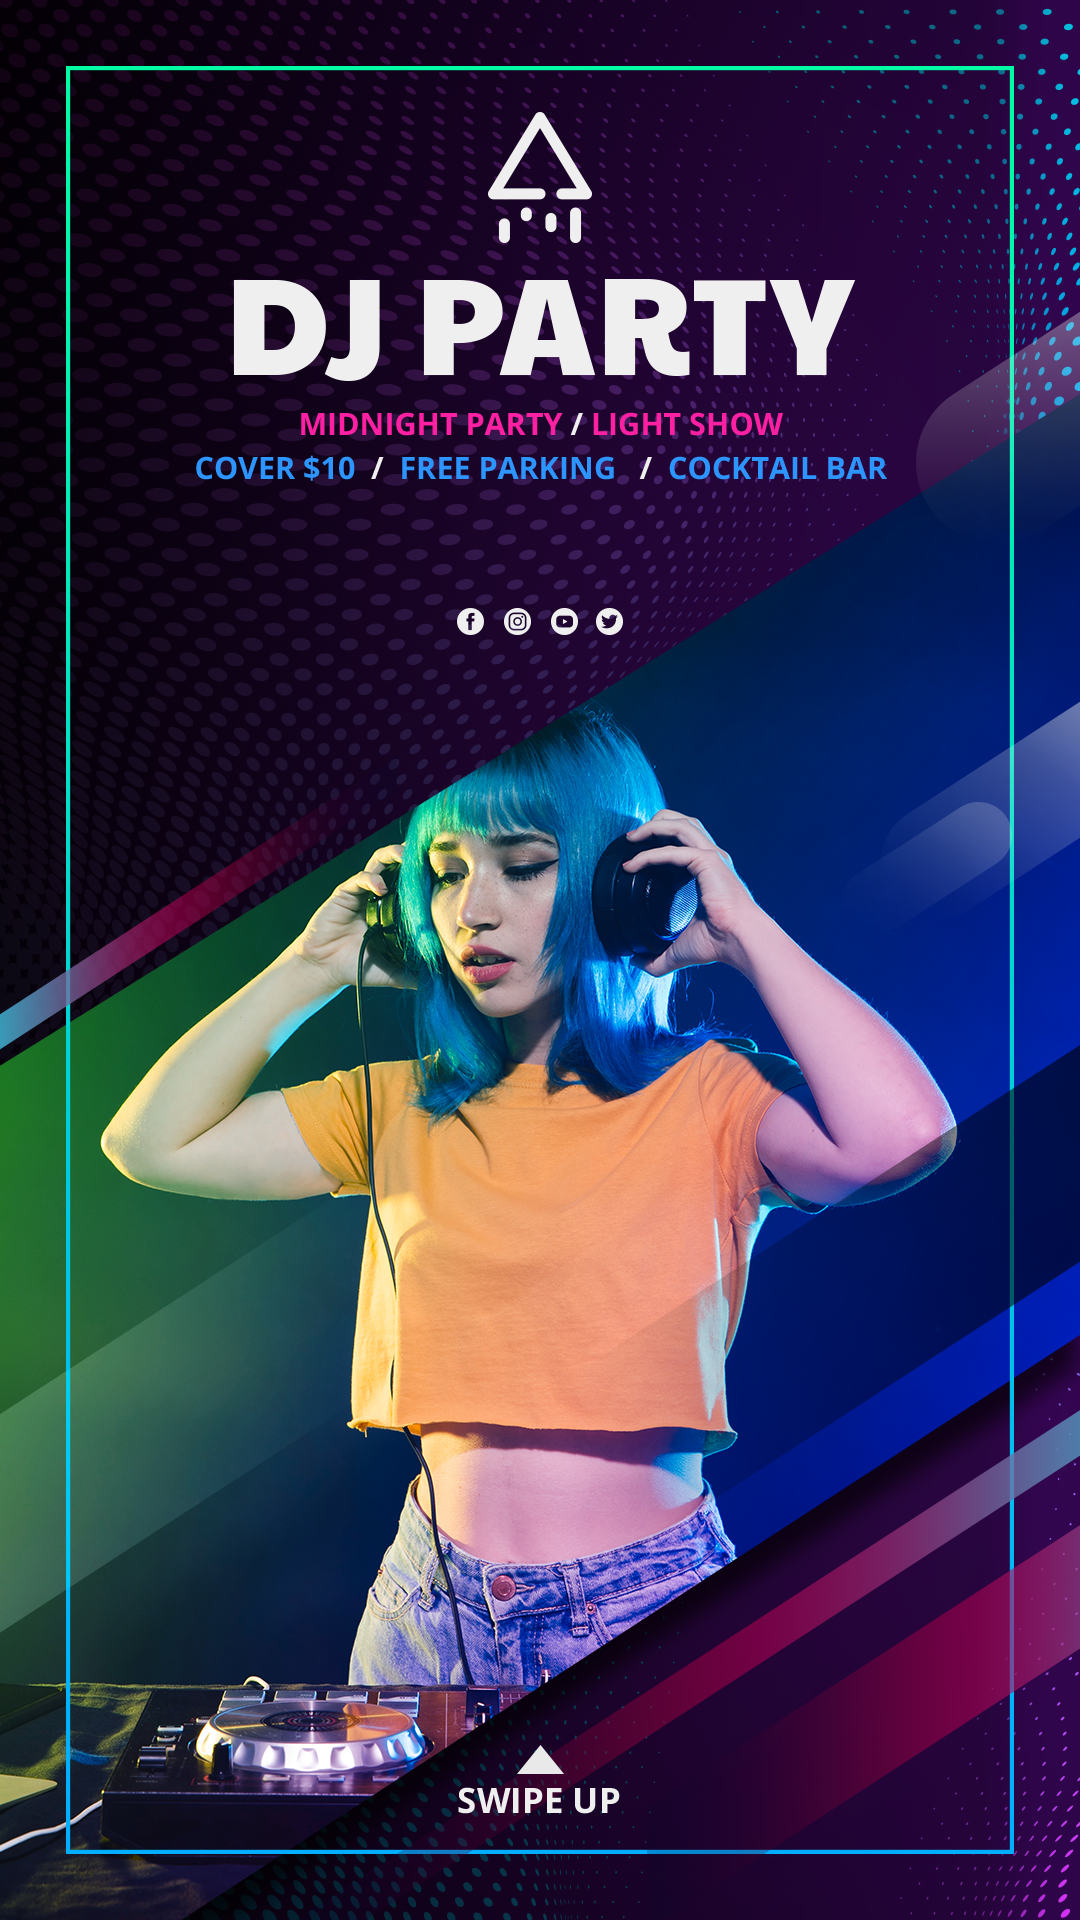 DJ PARTY
MIDNIGHT PARTY / LIGHT SHOW
COVER $10 / FREE PARKING / COCKTAIL BAR
SWIPE UP